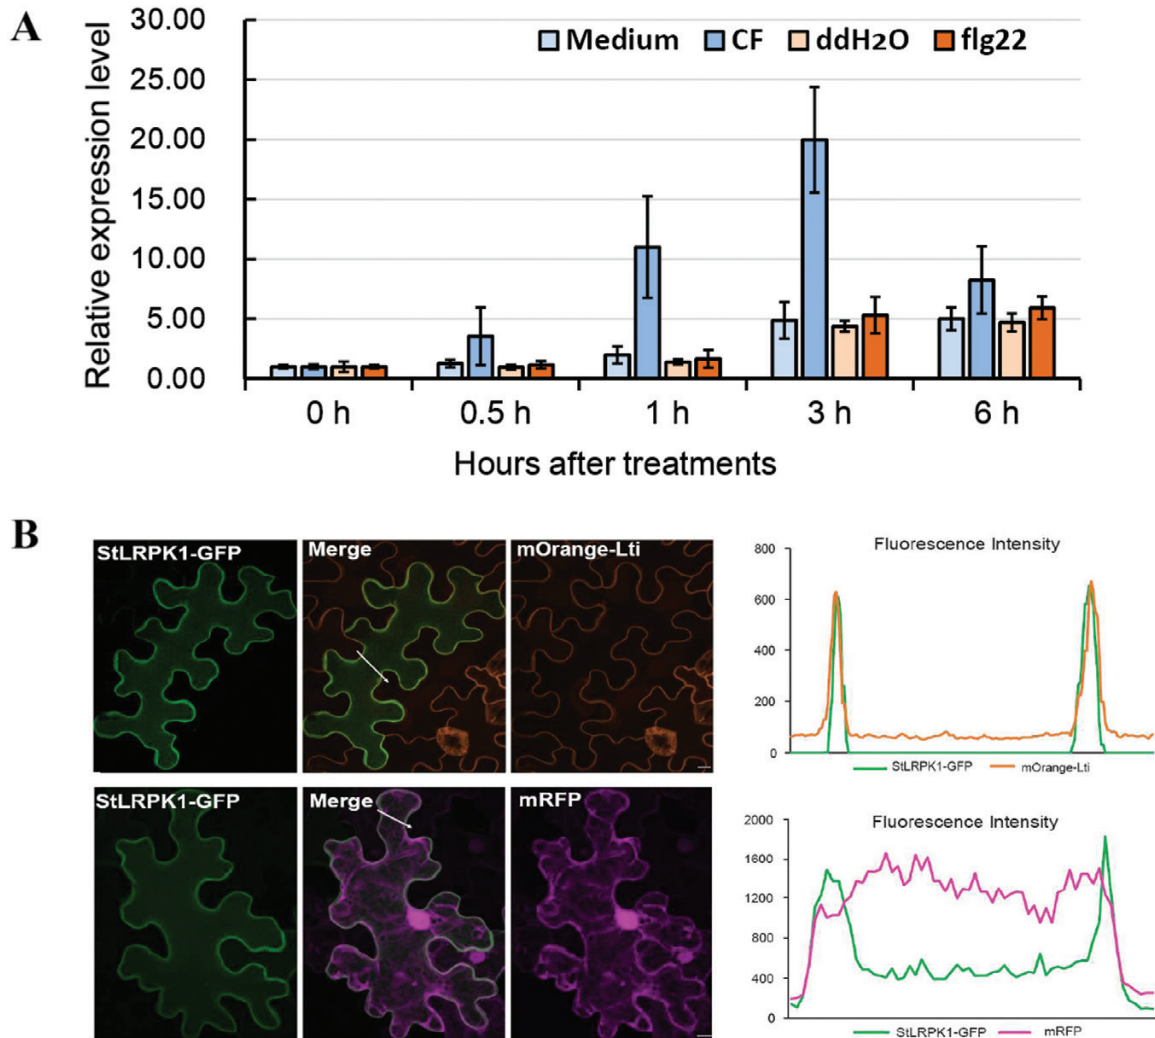 A
Relative expression level
30.00
25.00
20.00
15.00
10.00
5.00
0.00
Medium CF ddH2O flg22
0 h 0.5 h 1 h 3 h 6 h
Hours after treatments
B
StLRPK1-GFP Merge mOrange-Lti
Fluorescence Intensity
800
600
400
200
0
StLRPK1-GFP mOrange-Lti
StLRPK1-GFP Merge mRFP
Fluorescence Intensity
2000
1600
1200
800
400
0
StLRPK1-GFP mRFP